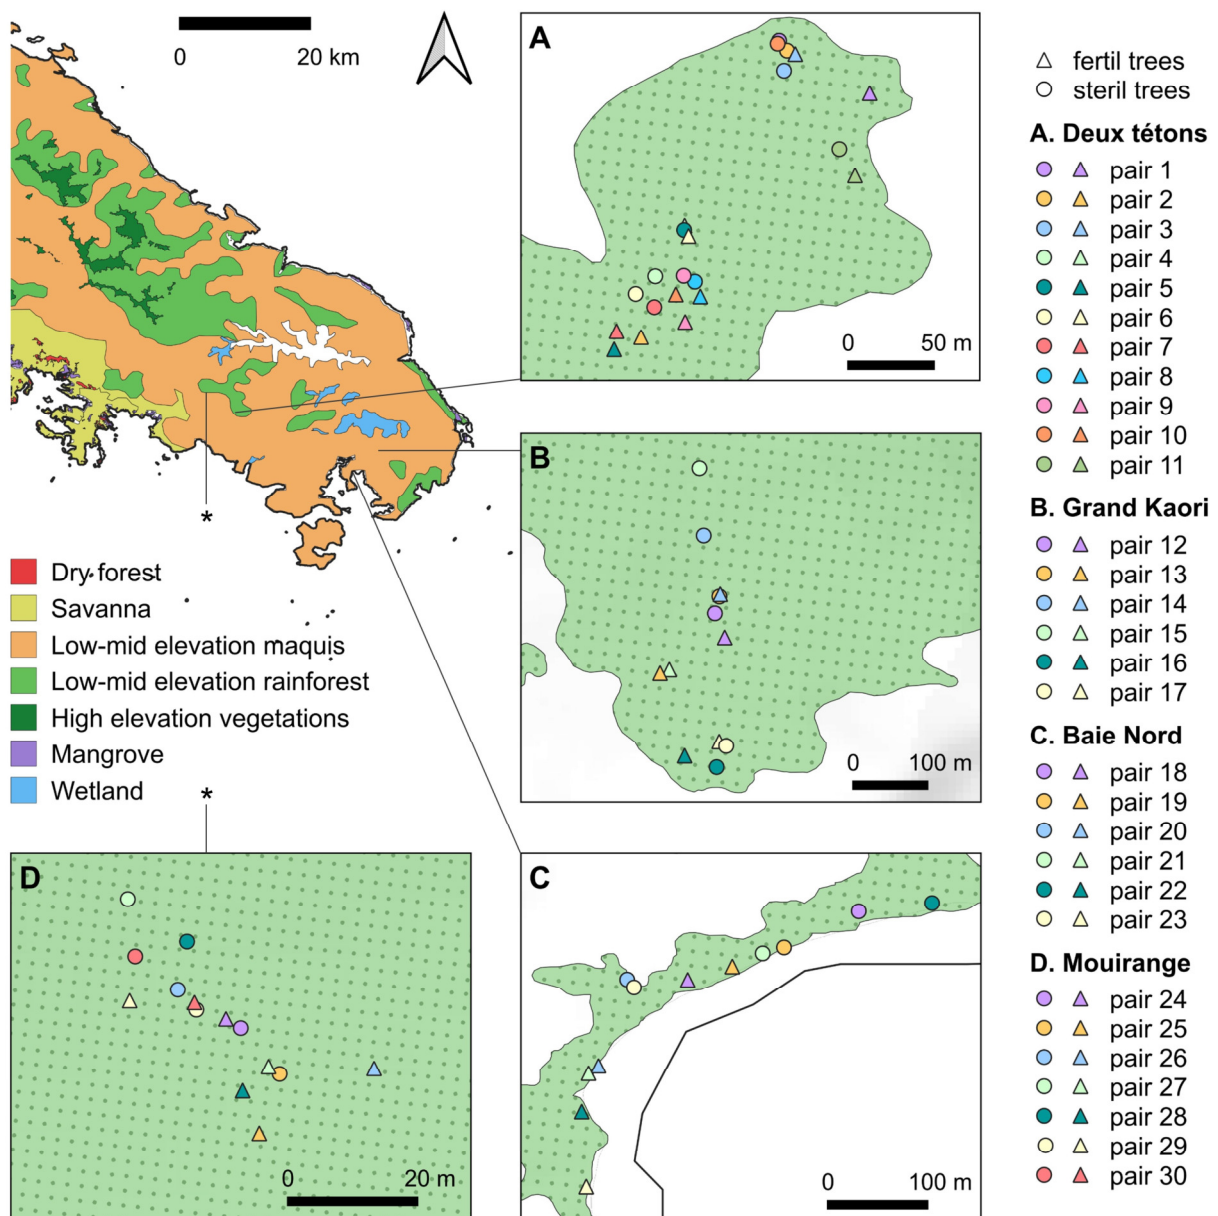 0 20 km
A
0 50 m
B
0 100 m
C
0 100 m
D
0 20 m
*
*
Dry forest
Savanna
Low-mid elevation maquis
Low-mid elevation rainforest
High elevation vegetations
Mangrove
Wetland
fertil trees
steril trees
A. Deux tétons
pair 1
pair 2
pair 3
pair 4
pair 5
pair 6
pair 7
pair 8
pair 9
pair 10
pair 11
B. Grand Kaori
pair 12
pair 13
pair 14
pair 15
pair 16
pair 17
C. Baie Nord
pair 18
pair 19
pair 20
pair 21
pair 22
pair 23
D. Mouirange
pair 24
pair 25
pair 26
pair 27
pair 28
pair 29
pair 30